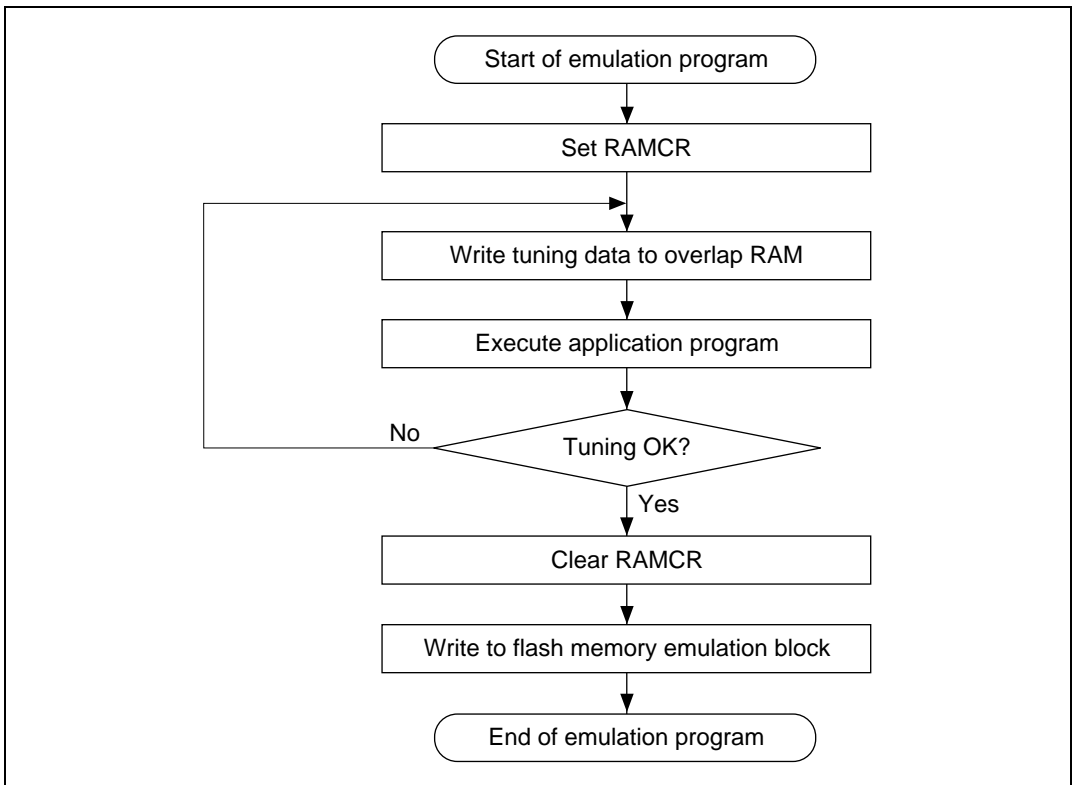 Start of emulation program
Set RAMCR
Write tuning data to overlap RAM
Execute application program
No
Tuning OK?
Yes
Clear RAMCR
Write to flash memory emulation block
End of emulation program